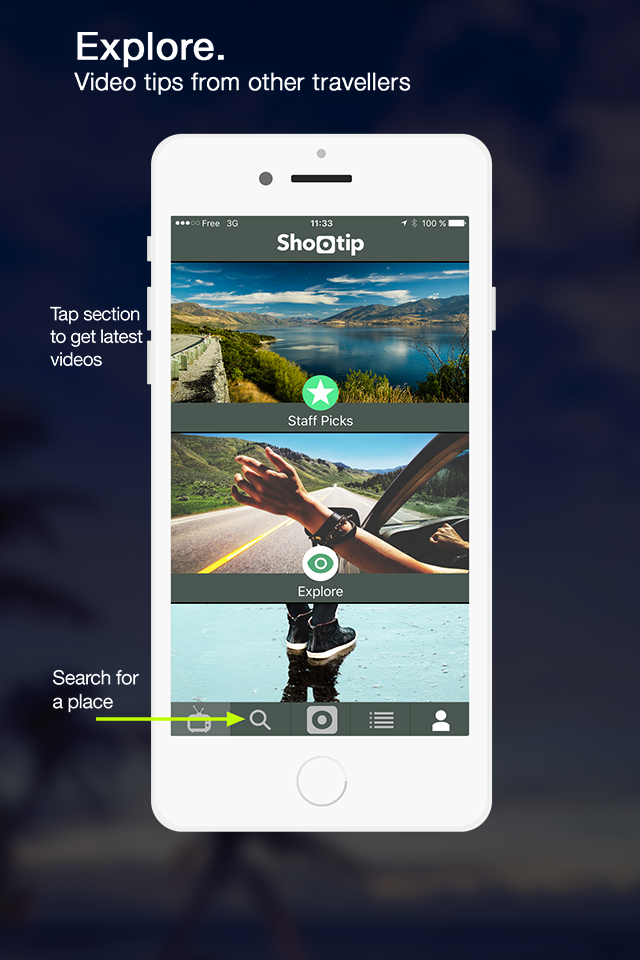 Explore.
Video tips from other travellers
Free 3G 11:33 100 %
Shootip
Tap section
to get latest
videos
Staff Picks
Explore
Search for
a place